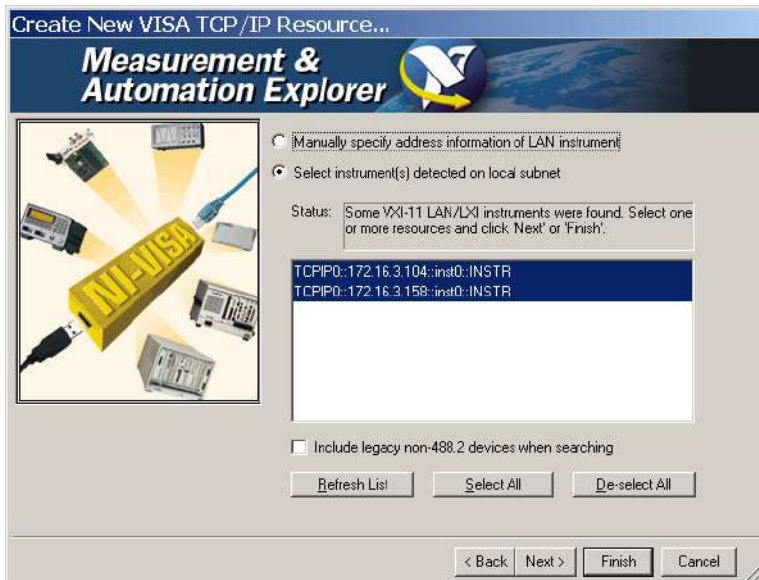 Create New VISA TCP/IP Resource...
Measurement &
Automation Explorer
Manually specify address information of LAN instrument
Select instrument(s) detected on local subnet
Status:
Some VXI-11 LAN/LXI instruments were found. Select one
or more resources and click 'Next' or 'Finish'.
TCPIP0::172.16.3.104::inst0::INSTR
TCPIP0::172.16.3.158::inst0::INSTR
NI-VISA
Include legacy non-488.2 devices when searching
Refresh List
Select All
De-select All
< Back
Next >
Finish
Cancel